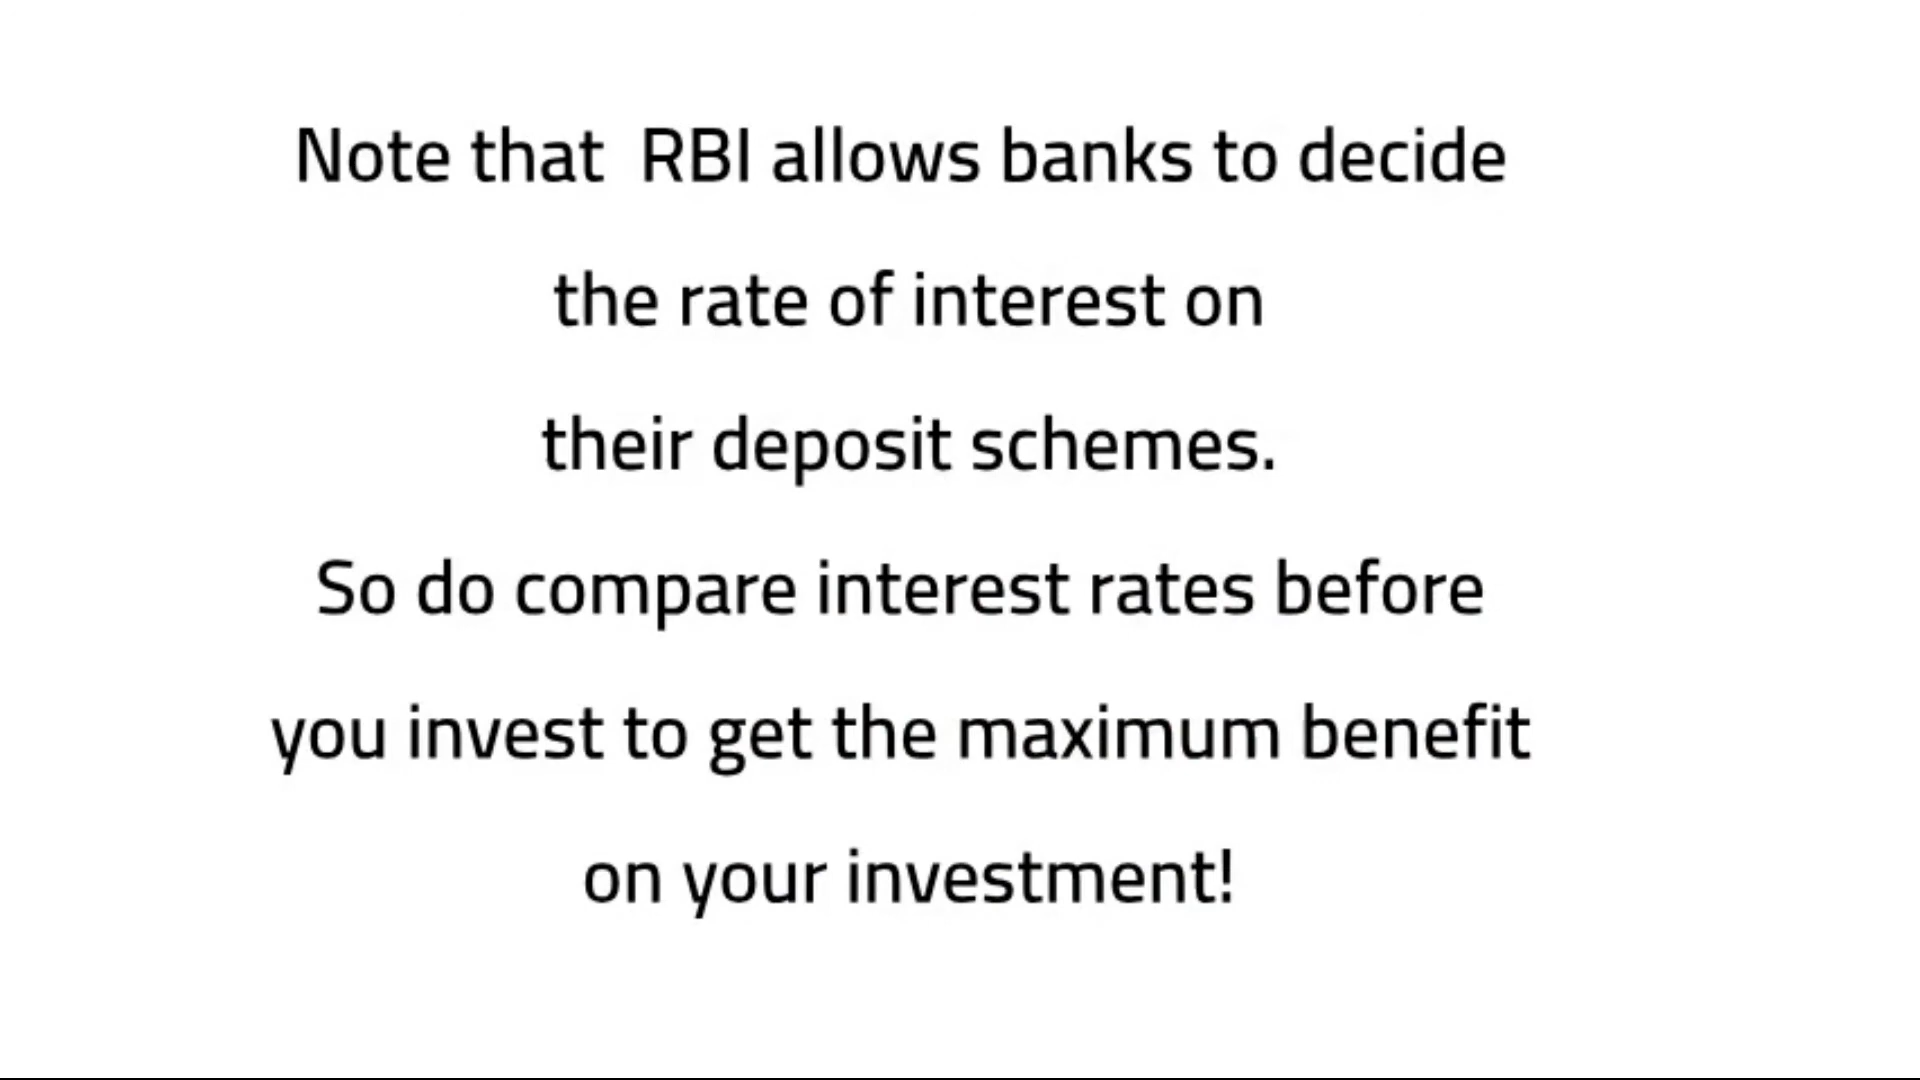 Note that  RBI allows banks to decide
the rate of interest on
their deposit schemes.
So do compare interest rates before
you invest to get the maximum benefit
on your investment!